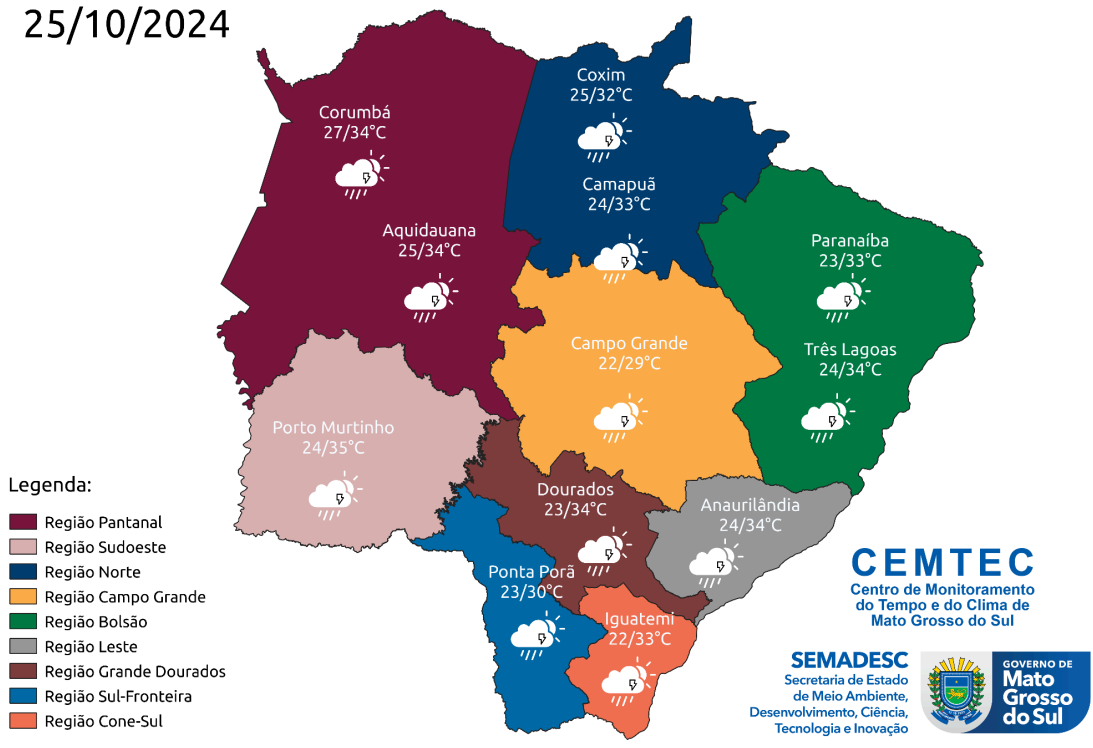 25/10/2024
Coxim
25/32°C
Corumbá
27/34°C
Camapuã
24/33°C
Aquidauana
25/34°C
Paranaíba
23/33°C
Campo Grande
22/29°C
Três Lagoas
24/34°C
Porto Murtinho
24/35°C
Dourados
23/34°C
Anaurilândia
24/34°C
Ponta Porã
23/30°C
Iguatemi
22/33°C
Legenda:
Região Pantanal
Região Sudoeste
Região Norte
Região Campo Grande
Região Bolsão
Região Leste
Região Grande Dourados
Região Sul-Fronteira
Região Cone-Sul
CEMTEC
Centro de Monitoramento
do Tempo e do Clima de
Mato Grosso do Sul
SEMADESC
Secretaria de Estado
de Meio Ambiente,
Desenvolvimento, Ciência,
Tecnologia e Inovação
GOVERNO DE
Mato
Grosso
do Sul